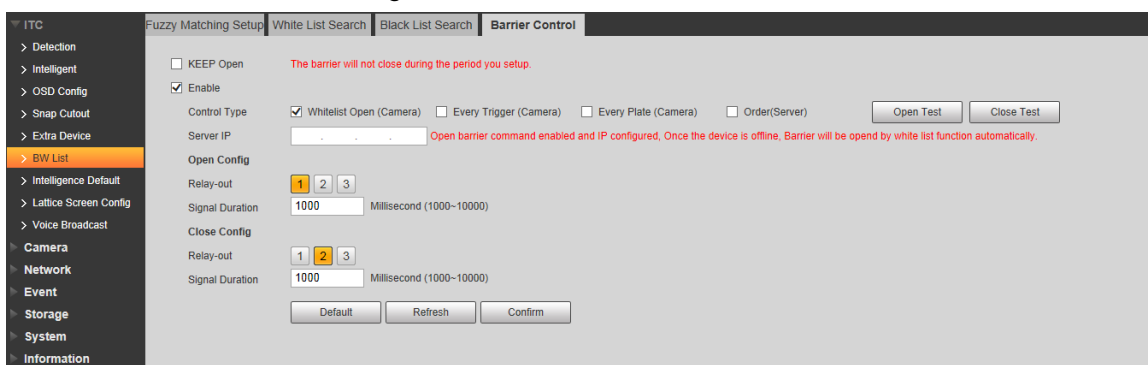 ITC
Detection
Intelligent
OSD Config
Snap Cutout
Extra Device
BW List
Intelligence Default
Lattice Screen Config
Voice Broadcast
Camera
Network
Event
Storage
System
Information
Fuzzy Matching Setup White List Search Black List Search Barrier Control
KEEP Open The barrier will not close during the period you setup.
Enable
Control Type Whitelist Open (Camera) Every Trigger (Camera) Every Plate (Camera) Order(Server) Open Test Close Test
Server IP . . . Open barrier command enabled and IP configured, Once the device is offline, Barrier will be opend by white list function automatically.
Open Config
Relay-out 1 2 3
Signal Duration 1000 Millisecond (1000~10000)
Close Config
Relay-out 1 2 3
Signal Duration 1000 Millisecond (1000~10000)
Default Refresh Confirm